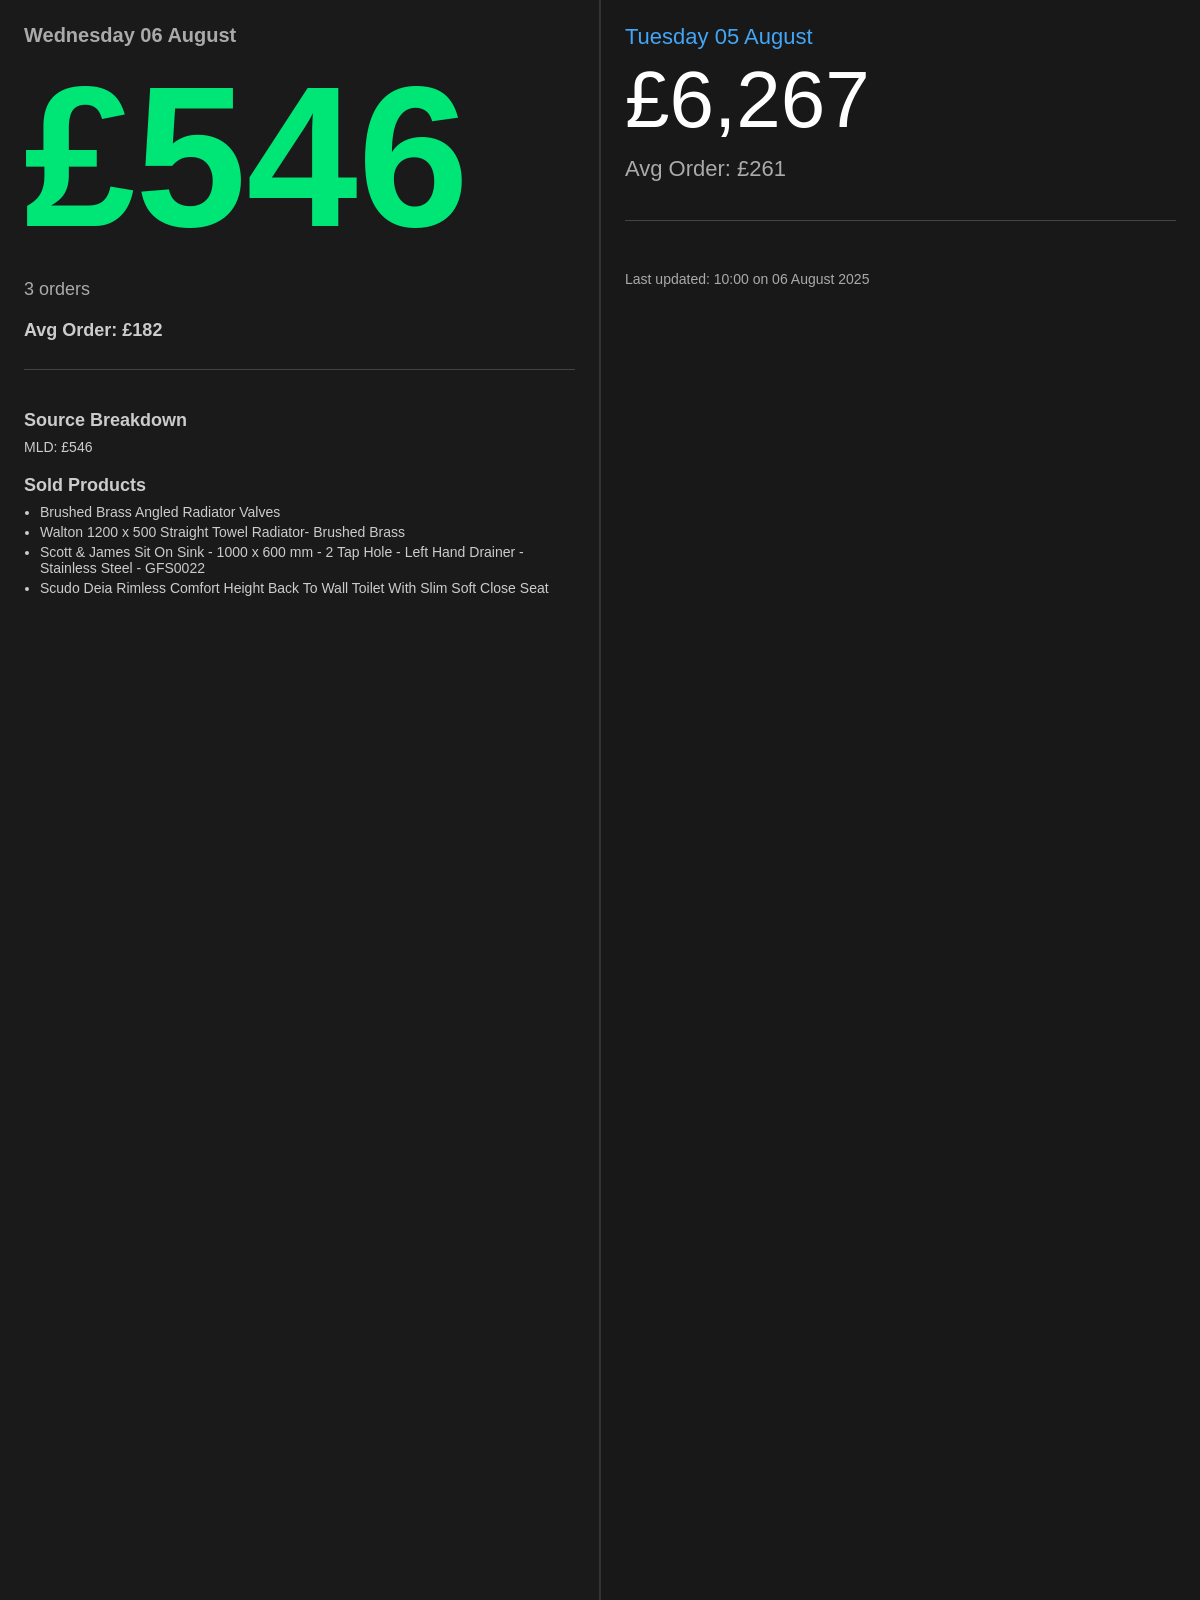 Wednesday 06 August
£546
3 orders
Avg Order: £182
Source Breakdown
MLD: £546
Sold Products
• Brushed Brass Angled Radiator Valves
• Walton 1200 x 500 Straight Towel Radiator- Brushed Brass
• Scott & James Sit On Sink - 1000 x 600 mm - 2 Tap Hole - Left Hand Drainer -
Stainless Steel - GFS0022
• Scudo Deia Rimless Comfort Height Back To Wall Toilet With Slim Soft Close Seat
Tuesday 05 August
£6,267
Avg Order: £261
Last updated: 10:00 on 06 August 2025